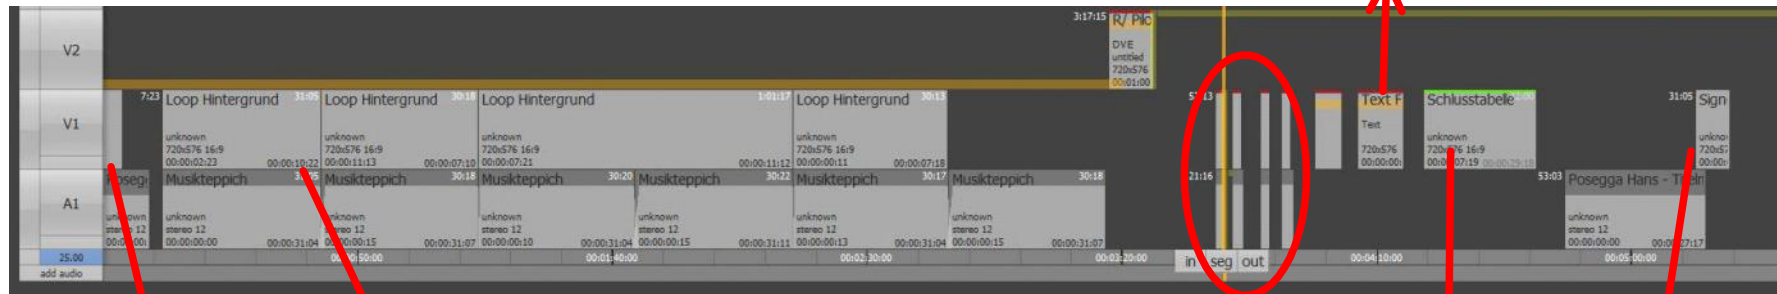 3:17:15 R/ Pic
V2
DVE
untitled
720x576
00:01:00
7:23 Loop Hintergrund 31:05 Loop Hintergrund 30:18 Loop Hintergrund 1:01:17 Loop Hintergrund 30:13 Text F Schlusstabelle 31:05 Sign
V1
unknown unknown unknown unknown Text unknown
720x576 16:9 720x576 16:9 720x576 16:9 720x576 16:9 720x576 720x576 16:9
00:00:02:23 00:00:10:22 00:00:11:13 00:00:07:10 00:00:07:21 00:00:11:12 00:00:00:11 00:00:07:18 00:00:29:18
Musikteppich Musikteppich 30:18 Musikteppich 30:20 Musikteppich 30:22 Musikteppich 30:17 Musikteppich 30:18 21:16 53:03 Posegga Hans -
A1
unknown unknown unknown unknown unknown unknown unknown
stereo 12 stereo 12 stereo 12 stereo 12 stereo 12 stereo 12 stereo 12
00:00:00:00 00:00:31:04 00:00:31:07 00:00:00:10 00:00:31:04 00:00:00:15 00:00:31:11 00:00:00:13 00:00:31:04 00:00:00:15 00:00:31:07 00:00:00:00
25.00 00:01:40:00 00:02:30:00 00:03:20:00 in seg out 00:04:10:00 00:05:00:00
add audio